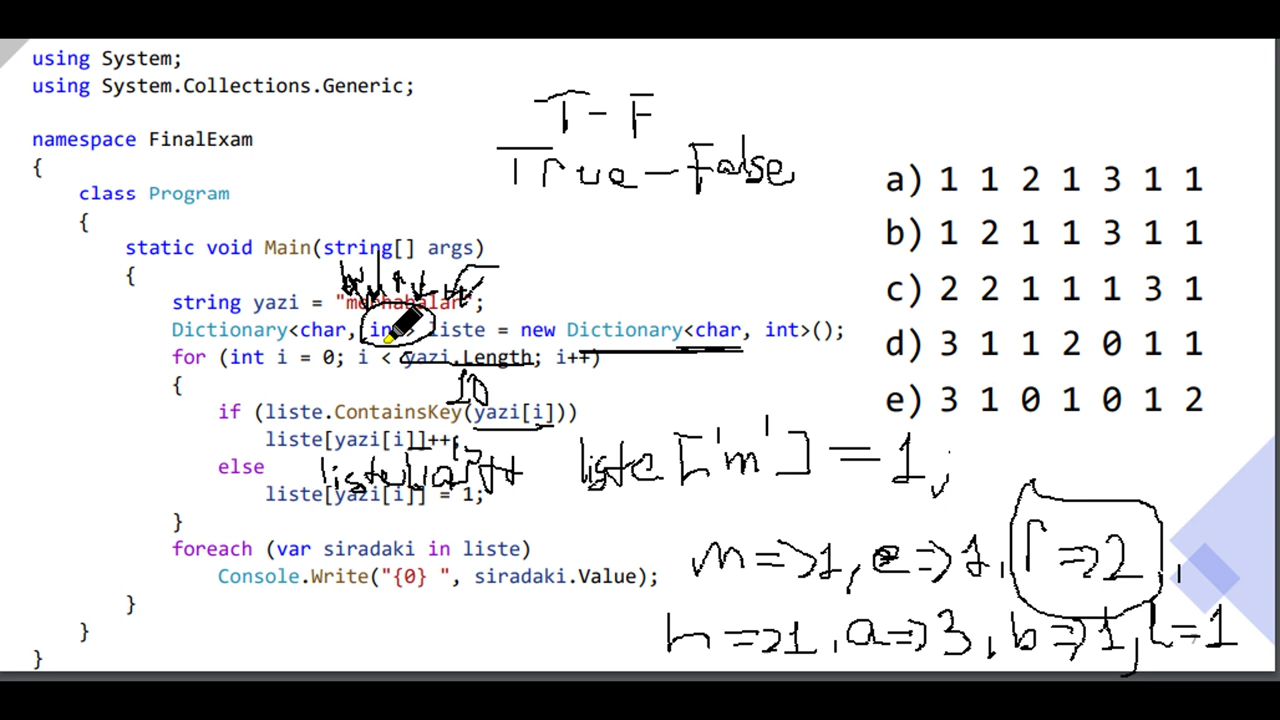 using System;
using System.Collections.Generic;
namespace FinalExam
{
class Program
{
static void Main(string[] args)
{
string yazi = "merhabalar";
Dictionary<char, int> liste = new Dictionary<char, int>();
for (int i = 0; i < yazi.Length; i++)
{
if (liste.ContainsKey(yazi[i]))
liste[yazi[i]]++;
else
liste[yazi[i]] = 1;
}
foreach (var siradaki in liste)
Console.Write("{0} ", siradaki.Value);
}
}
}
T - F
True - False
a) 1 1 2 1 3 1 1
b) 1 2 1 1 3 1 1
c) 2 2 1 1 1 3 1
d) 3 1 1 2 0 1 1
e) 3 1 0 1 0 1 2
10
liste['a']++
liste['m'] = 1;
m=>1, e=>1, r=>2,
h=>1, a=>3, b=>1, l=1